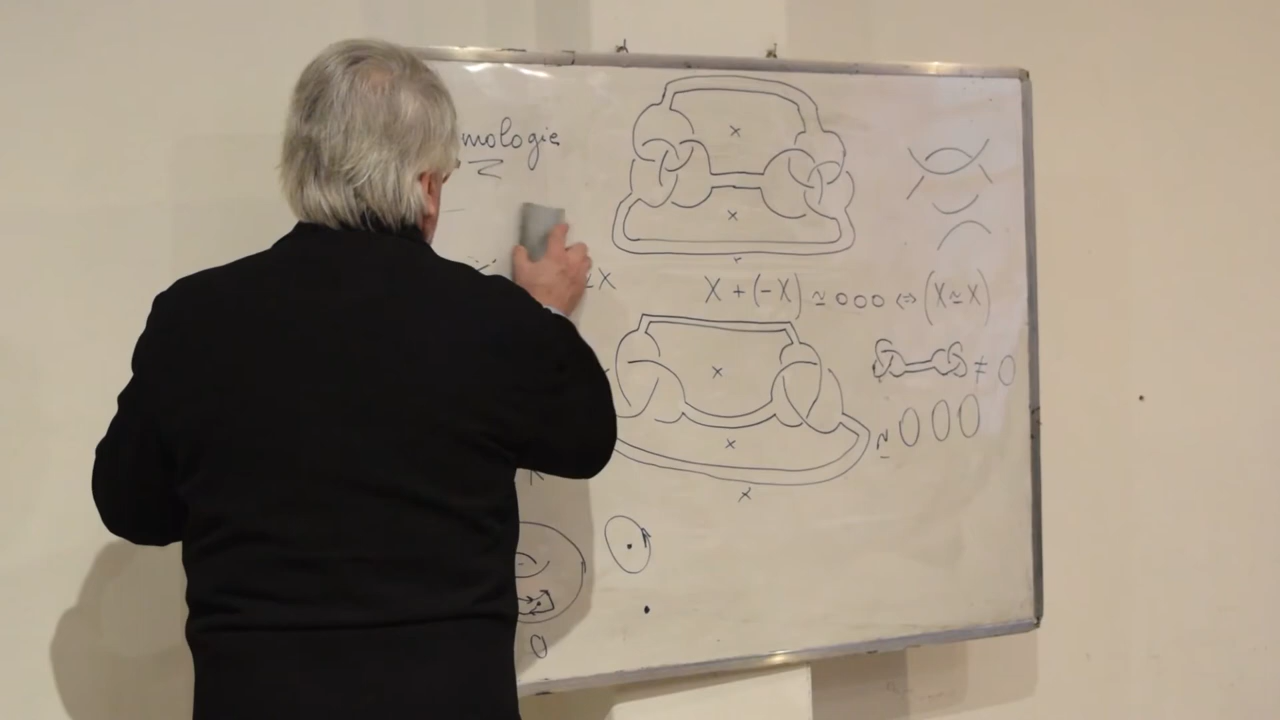 mologie
X + (-X) ≃ 000 ⇔ (X ≃ X)
≃X
≠ 0
≃ 000